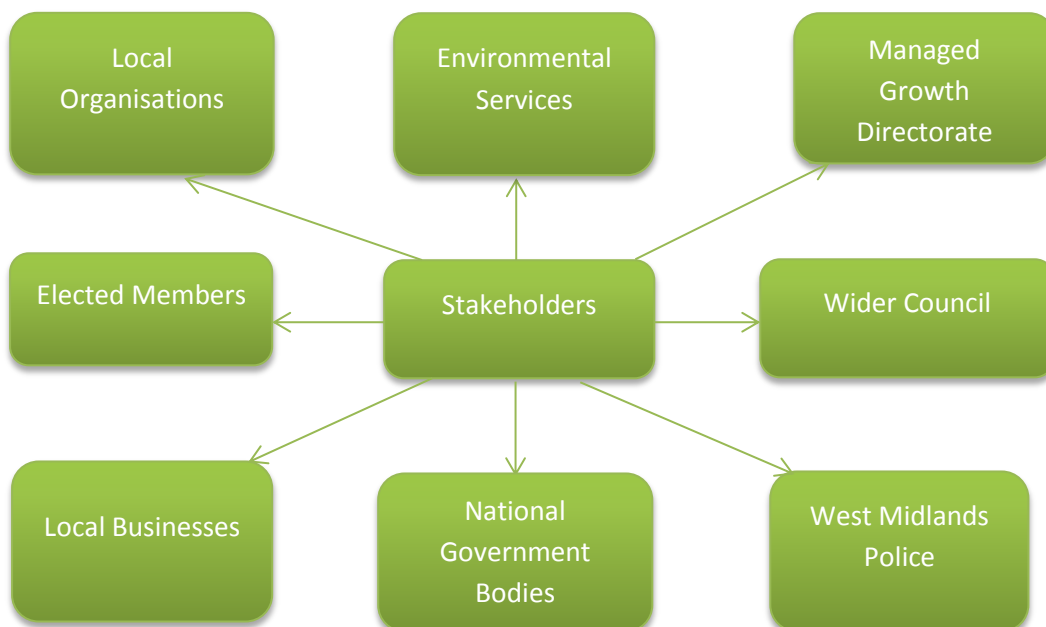 Local
Organisations
Environmental
Services
Managed
Growth
Directorate
Elected Members
Stakeholders
Wider Council
Local Businesses
National
Government
Bodies
West Midlands
Police